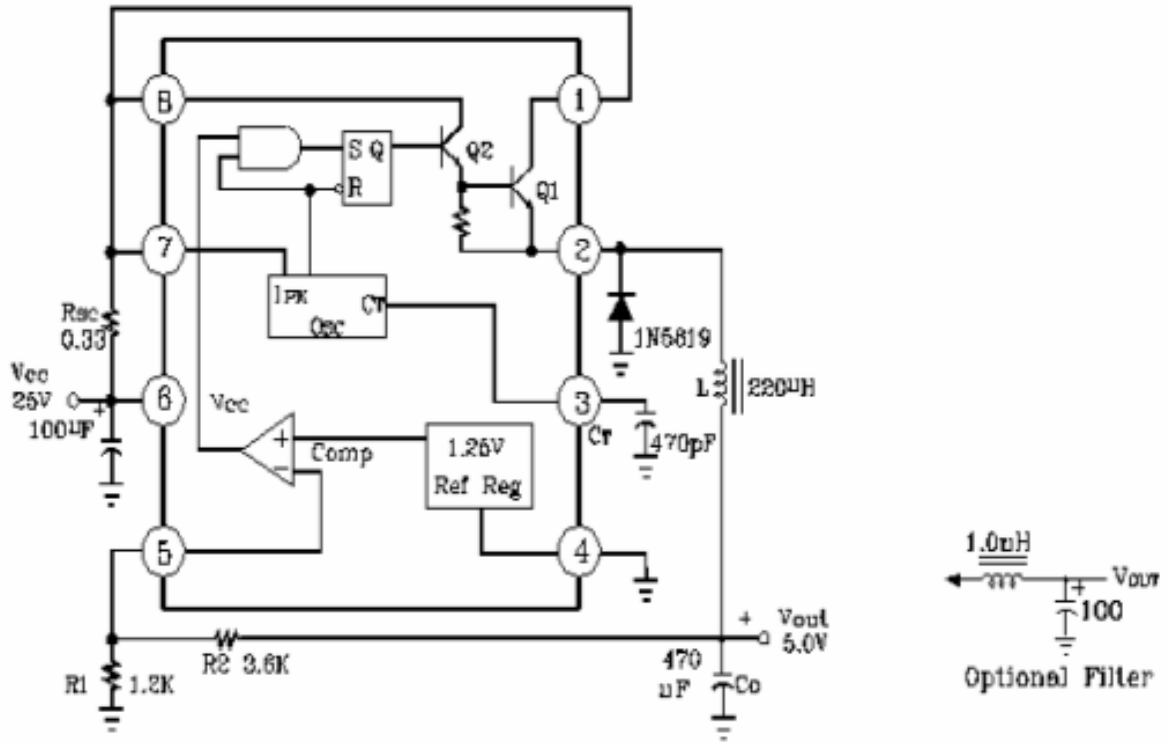 8
1
S Q
Q2
R
Q1
7
2
IPK
CT
Osc
Rsc
0.33
1N5819
Vcc
25V
6
Vcc
L
220uH
3
100uF
CT
470pF
Comp
+
−
1.25V
Ref Reg
5
4
1.0uH
+
Vout
5.0V
VOUT
+
100
R2 3.6K
470
uF
Co
R1
1.2K
Optional Filter